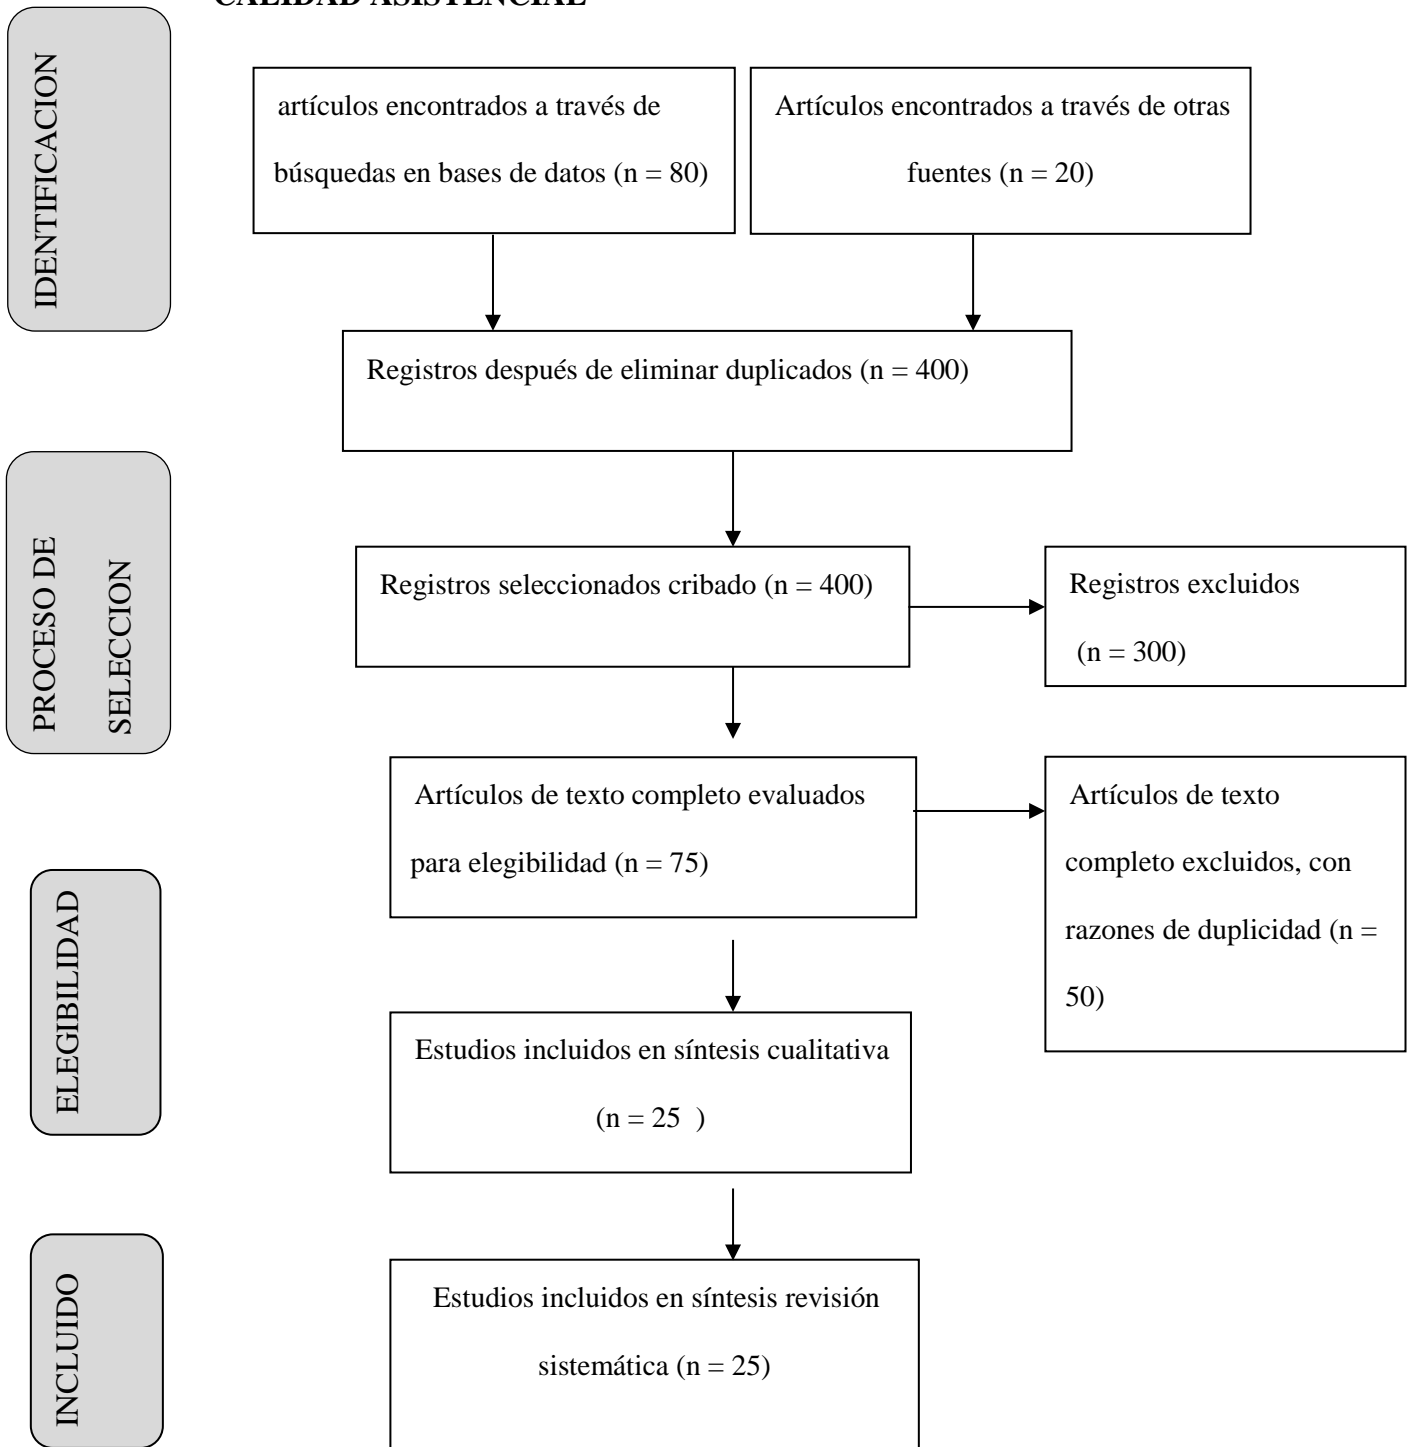 CALIDAD ASISTENCIAL
IDENTIFICACION
artículos encontrados a través de
búsquedas en bases de datos (n = 80)
Artículos encontrados a través de otras
fuentes (n = 20)
Registros después de eliminar duplicados (n = 400)
PROCESO DE
SELECCION
Registros seleccionados cribado (n = 400)
Registros excluidos
(n = 300)
Artículos de texto completo evaluados
para elegibilidad (n = 75)
Artículos de texto
completo excluidos, con
razones de duplicidad (n =
50)
ELEGIBILIDAD
Estudios incluidos en síntesis cualitativa
(n = 25  )
INCLUIDO
Estudios incluidos en síntesis revisión
sistemática (n = 25)